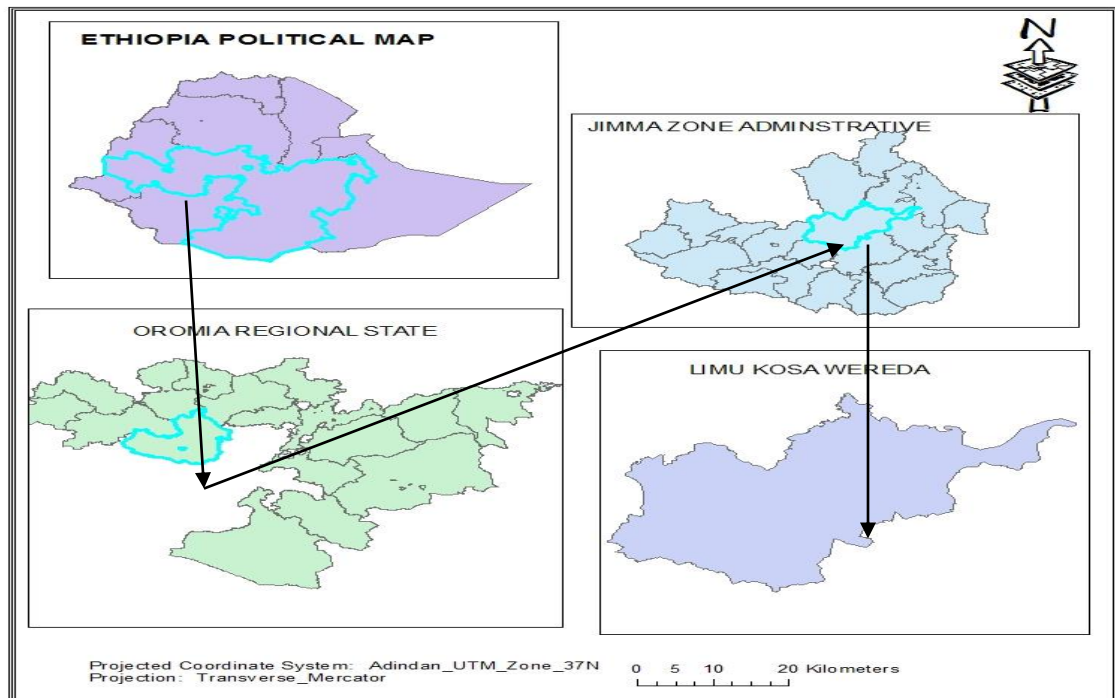 ETHIOPIA POLITICAL MAP
N
JIMMA ZONE ADMINSTRATIVE
OROMIA REGIONAL STATE
LIMU KOSA WEREDA
Projected Coordinate System: Adindan_UTM_Zone_37N
Projection: Transverse_Mercator
0 5 10 20 Kilometers